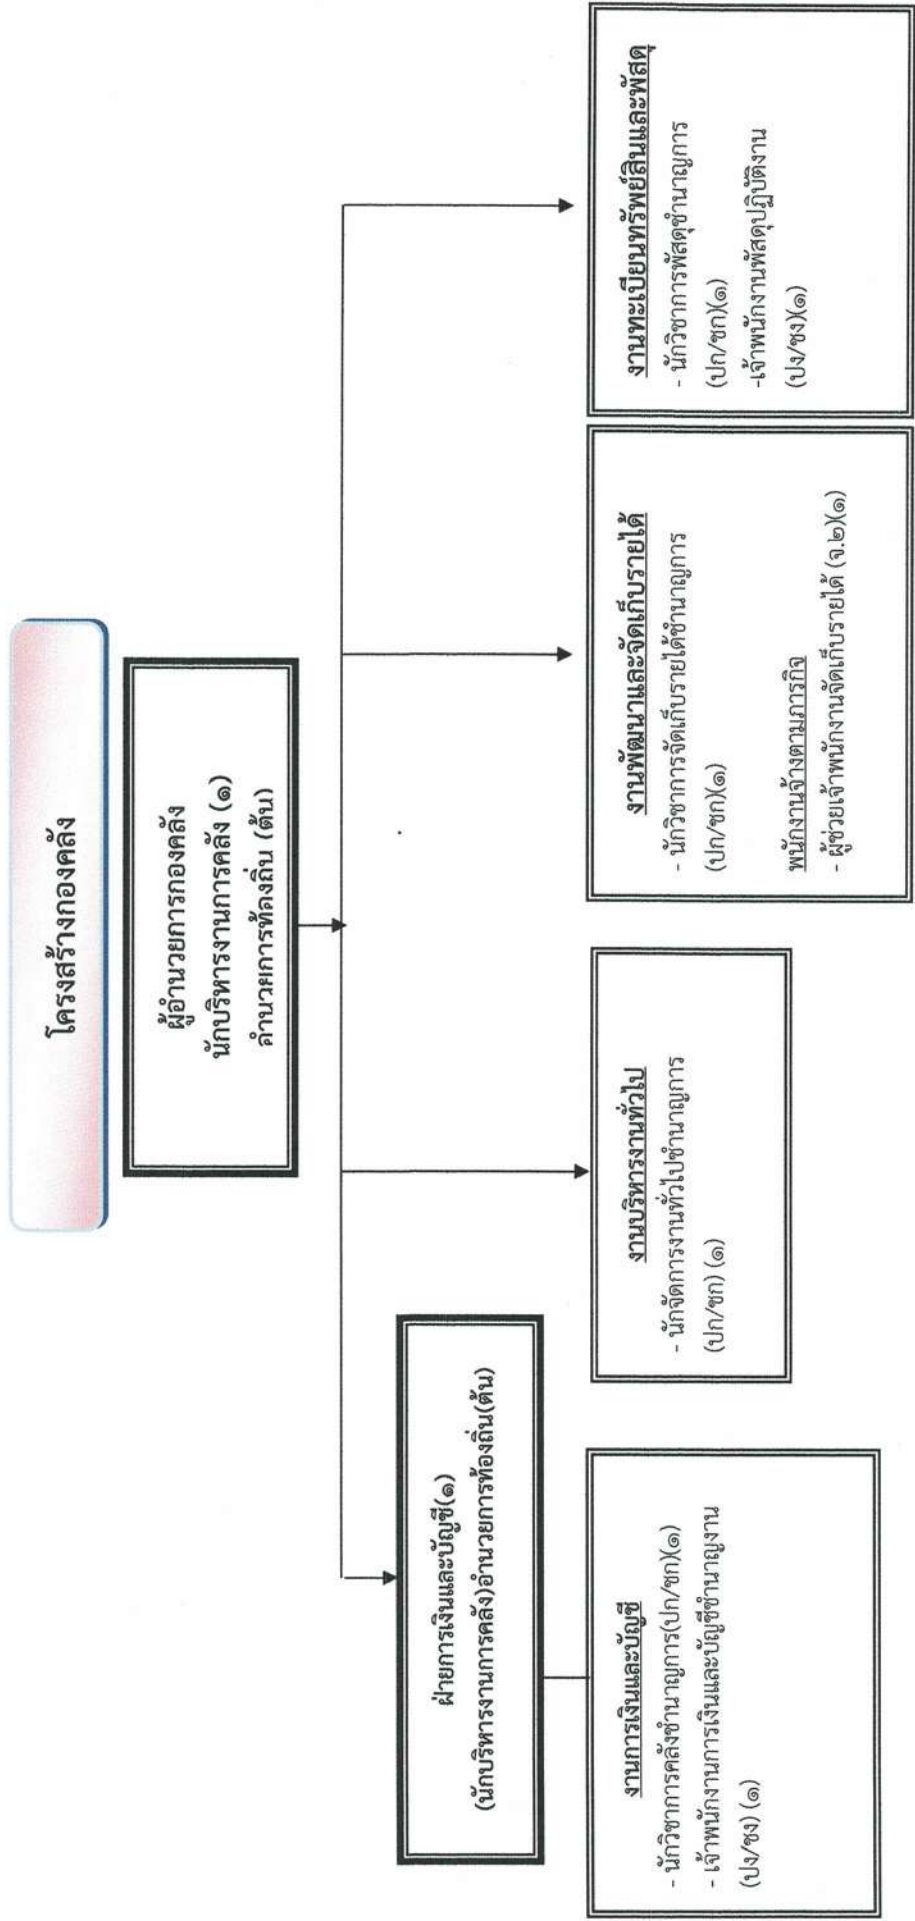 โครงสร้างกองคลัง
ผู้อำนวยการกองคลัง
นักบริหารงานการคลัง (๑)
อำนวยการท้องถิ่น (ต้น)
ฝ่ายการเงินและบัญชี(๑)
(นักบริหารงานการคลัง)อำนวยการท้องถิ่น(ต้น)
งานการเงินและบัญชี
- นักวิชาการคลังชำนาญการ(ปก/ชก)(๑)
- เจ้าพนักงานการเงินและบัญชีชำนาญงาน
(ปง/ชง) (๑)
งานบริหารงานทั่วไป
- นักจัดการงานทั่วไปชำนาญการ
(ปก/ชก) (๑)
งานพัฒนาและจัดเก็บรายได้
- นักวิชาการจัดเก็บรายได้ชำนาญการ
(ปก/ชก)(๑)
พนักงานจ้างตามภารกิจ
- ผู้ช่วยเจ้าพนักงานจัดเก็บรายได้ (จ.๒)(๑)
งานทะเบียนทรัพย์สินและพัสดุ
- นักวิชาการพัสดุชำนาญการ
(ปก/ชก)(๑)
-เจ้าพนักงานพัสดุปฏิบัติงาน
(ปง/ชง)(๑)